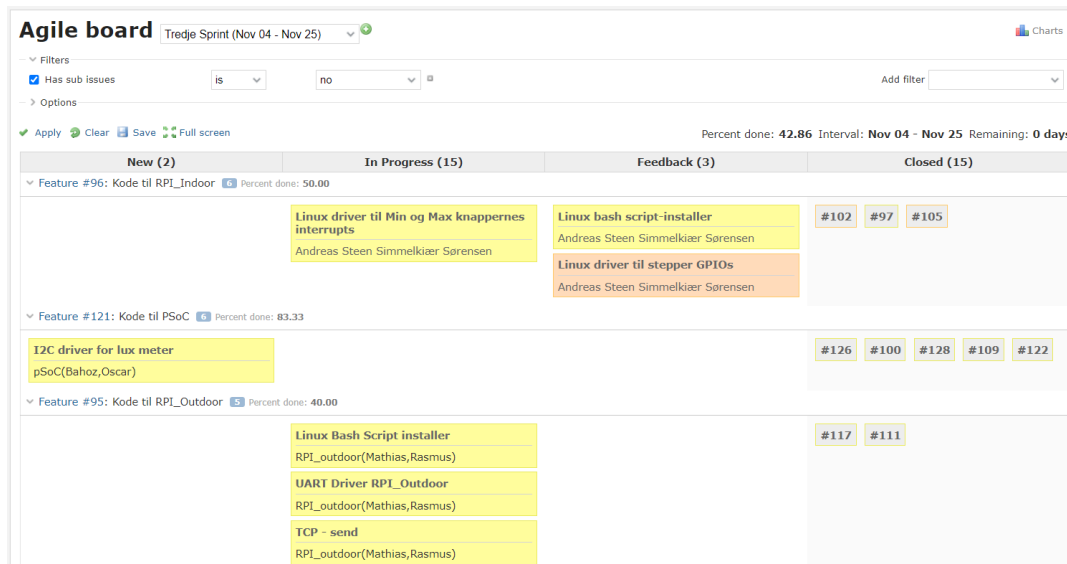 Agile board Tredje Sprint (Nov 04 - Nov 25) Charts
Filters
Has sub issues is no Add filter
Options
Apply Clear Save Full screen Percent done: 42.86 Interval: Nov 04 - Nov 25 Remaining: 0 days
New (2) In Progress (15) Feedback (3) Closed (15)
Feature #96: Kode til RPI_Indoor 6 Percent done: 50.00
Linux driver til Min og Max knappernes
interrupts
Andreas Steen Simmelkiær Sørensen
Linux bash script-installer
Andreas Steen Simmelkiær Sørensen
Linux driver til stepper GPIOs
Andreas Steen Simmelkiær Sørensen
#102 #97 #105
Feature #121: Kode til PSoC 6 Percent done: 83.33
I2C driver for lux meter
pSoC(Bahoz,Oscar)
#126 #100 #128 #109 #122
Feature #95: Kode til RPI_Outdoor 5 Percent done: 40.00
Linux Bash Script installer
RPI_outdoor(Mathias,Rasmus)
UART Driver RPI_Outdoor
RPI_outdoor(Mathias,Rasmus)
TCP - send
RPI_outdoor(Mathias,Rasmus)
#117 #111